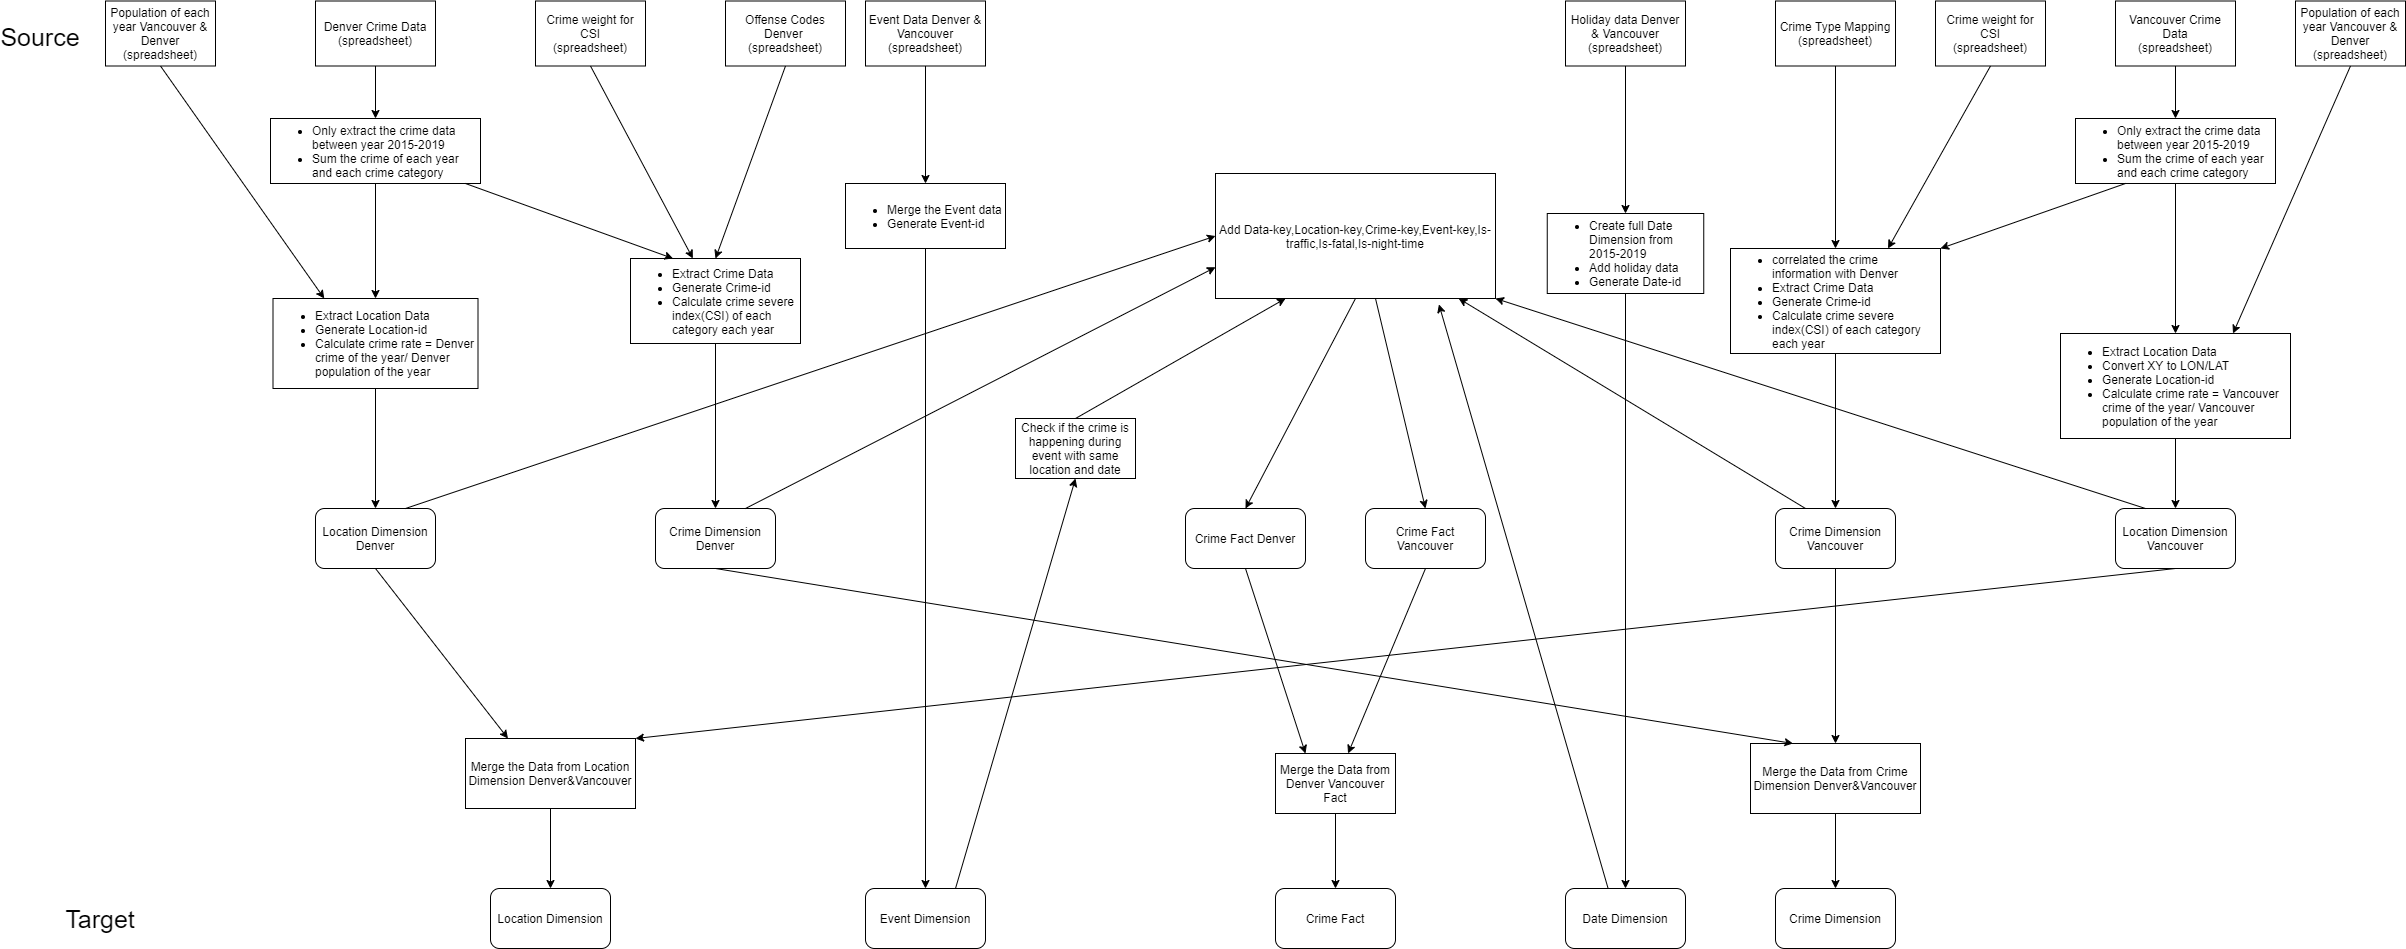 Source
Population of each
year Vancouver &
Denver
(spreadsheet)
Denver Crime Data
(spreadsheet)
Crime weight for
CSI
(spreadsheet)
Offense Codes
Denver
(spreadsheet)
Event Data Denver &
Vancouver
(spreadsheet)
Holiday data Denver
& Vancouver
(spreadsheet)
Crime Type Mapping
(spreadsheet)
Crime weight for
CSI
(spreadsheet)
Vancouver Crime
Data
(spreadsheet)
Population of each
year Vancouver &
Denver
(spreadsheet)
• Only extract the crime data
between year 2015-2019
• Sum the crime of each year
and each crime category
• Only extract the crime data
between year 2015-2019
• Sum the crime of each year
and each crime category
• Merge the Event data
• Generate Event-id
Add Data-key,Location-key,Crime-key,Event-key,Is-
traffic,Is-fatal,Is-night-time
• Create full Date
Dimension from
2015-2019
• Add holiday data
• Generate Date-id
• Extract Crime Data
• Generate Crime-id
• Calculate crime severe
index(CSI) of each
category each year
• correlated the crime
information with Denver
• Extract Crime Data
• Generate Crime-id
• Calculate crime severe
index(CSI) of each category
each year
• Extract Location Data
• Generate Location-id
• Calculate crime rate = Denver
crime of the year/ Denver
population of the year
• Extract Location Data
• Convert XY to LON/LAT
• Generate Location-id
• Calculate crime rate = Vancouver
crime of the year/ Vancouver
population of the year
Check if the crime is
happening during
event with same
location and date
Location Dimension
Denver
Crime Dimension
Denver
Crime Fact Denver
Crime Fact
Vancouver
Crime Dimension
Vancouver
Location Dimension
Vancouver
Merge the Data from Location
Dimension Denver&Vancouver
Merge the Data from
Denver Vancouver
Fact
Merge the Data from Crime
Dimension Denver&Vancouver
Target
Location Dimension
Event Dimension
Crime Fact
Date Dimension
Crime Dimension